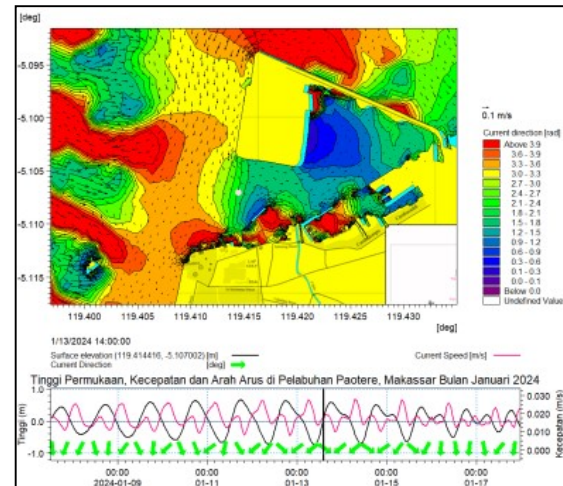 [deg]
-5.095
-5.100
-5.105
-5.110
-5.115
119.400 119.405 119.410 119.415 119.420 119.425 119.430
[deg]
0.1 m/s
Current direction [rad]
Above 3.9
3.6-3.9
3.3-3.6
3.0-3.3
2.7-3.0
2.4-2.7
2.1-2.4
1.8-2.1
1.5-1.8
1.2-1.5
0.9-1.2
0.6-0.9
0.3-0.6
0.1-0.3
0.0-0.1
Below 0.0
Undefined Value
1/13/2024 14:00:00
Surface elevation (119.414416, -5.107002) [m]
Current Direction [deg]
Current Speed [m/s]
Tinggi Permukaan, Kecepatan dan Arah Arus di Pelabuhan Paotere, Makassar Bulan Januari 2024
Tinggi (m)
1.0
0.0
-1.0
0.030
0.020
0.010
0.000
Kecepatan (m/s)
00:00 00:00 00:00 00:00 00:00
2024-01-09 01-11 01-13 01-15 01-17